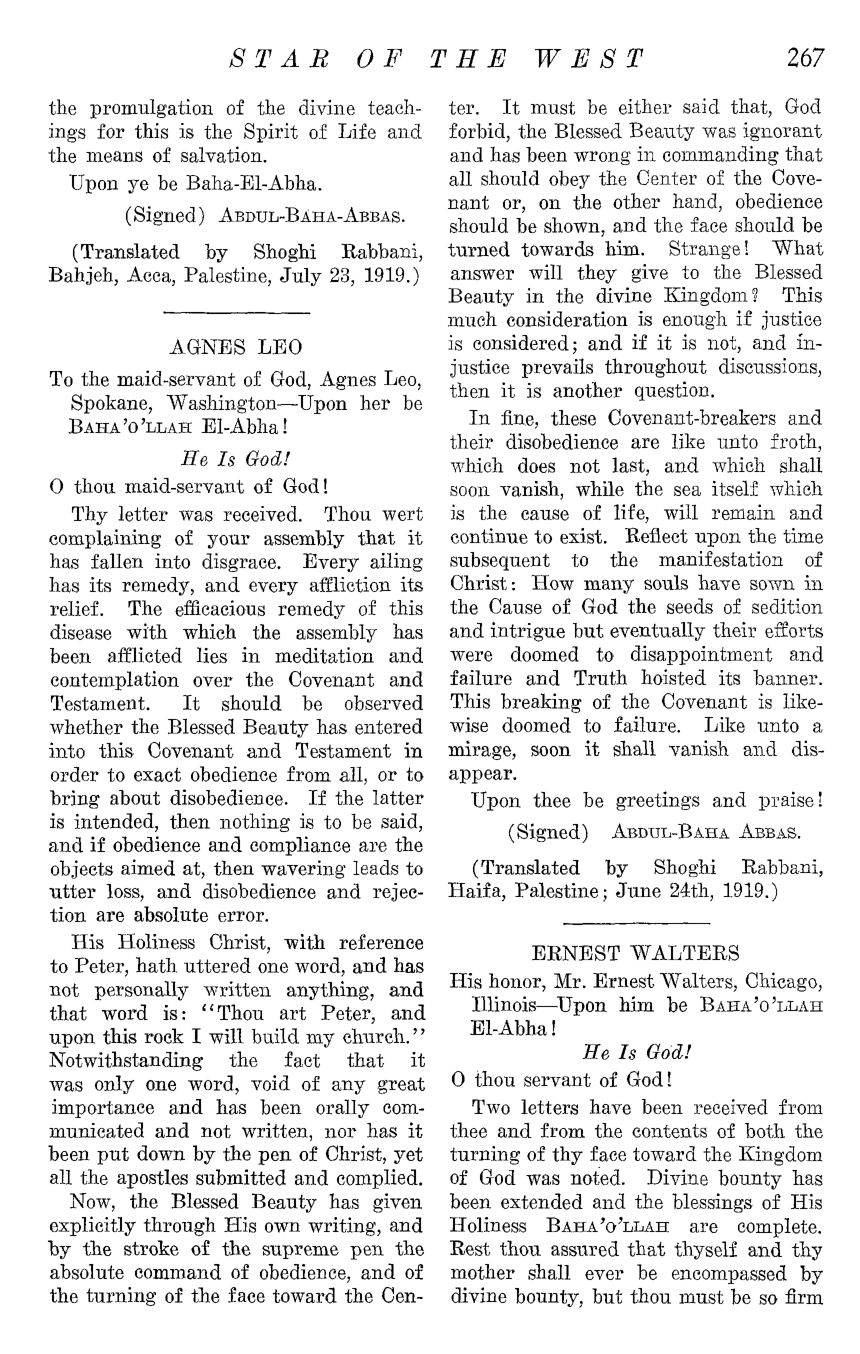 STAR OF THE WEST 267
the promulgation of the divine teach-
ings for this is the Spirit of Life and
the means of salvation.
Upon ye be Baha-El-Abha.
(Signed) ABDUL-BAHA-ABBAS.
(Translated by Shoghi Rabbani,
Bahjeh, Acca, Palestine, July 23, 1919.)
AGNES LEO
To the maid-servant of God, Agnes Leo,
Spokane, Washington—Upon her be
BAHA'O'LLAH El-Abha!
He Is God!
O thou maid-servant of God!
Thy letter was received. Thou wert
complaining of your assembly that it
has fallen into disgrace. Every ailing
has its remedy, and every affliction its
relief. The efficacious remedy of this
disease with which the assembly has
been afflicted lies in meditation and
contemplation over the Covenant and
Testament. It should be observed
whether the Blessed Beauty has entered
into this Covenant and Testament in
order to exact obedience from all, or to
bring about disobedience. If the latter
is intended, then nothing is to be said,
and if obedience and compliance are the
objects aimed at, then wavering leads to
utter loss, and disobedience and rejec-
tion are absolute error.
His Holiness Christ, with reference
to Peter, hath uttered one word, and has
not personally written anything, and
that word is: "Thou art Peter, and
upon this rock I will build my church."
Notwithstanding the fact that it
was only one word, void of any great
importance and has been orally com-
municated and not written, nor has it
been put down by the pen of Christ, yet
all the apostles submitted and complied.
Now, the Blessed Beauty has given
explicitly through His own writing, and
by the stroke of the supreme pen the
absolute command of obedience, and of
the turning of the face toward the Cen-
ter. It must be either said that, God
forbid, the Blessed Beauty was ignorant
and has been wrong in commanding that
all should obey the Center of the Cove-
nant or, on the other hand, obedience
should be shown, and the face should be
turned towards him. Strange! What
answer will they give to the Blessed
Beauty in the divine Kingdom? This
much consideration is enough if justice
is considered; and if it is not, and in-
justice prevails throughout discussions,
then it is another question.
In fine, these Covenant-breakers and
their disobedience are like unto froth,
which does not last, and which shall
soon vanish, while the sea itself which
is the cause of life, will remain and
continue to exist. Reflect upon the time
subsequent to the manifestation of
Christ: How many souls have sown in
the Cause of God the seeds of sedition
and intrigue but eventually their efforts
were doomed to disappointment and
failure and Truth hoisted its banner.
This breaking of the Covenant is like-
wise doomed to failure. Like unto a
mirage, soon it shall vanish and dis-
appear.
Upon thee be greetings and praise!
(Signed) ABDUL-BAHA ABBAS.
(Translated by Shoghi Rabbani,
Haifa, Palestine; June 24th, 1919.)
ERNEST WALTERS
His honor, Mr. Ernest Walters, Chicago,
Illinois—Upon him be BAHA'O'LLAH
El-Abha!
He Is God!
O thou servant of God!
Two letters have been received from
thee and from the contents of both the
turning of thy face toward the Kingdom
of God was noted. Divine bounty has
been extended and the blessings of His
Holiness BAHA'O'LLAH are complete.
Rest thou assured that thyself and thy
mother shall ever be encompassed by
divine bounty, but thou must be so firm